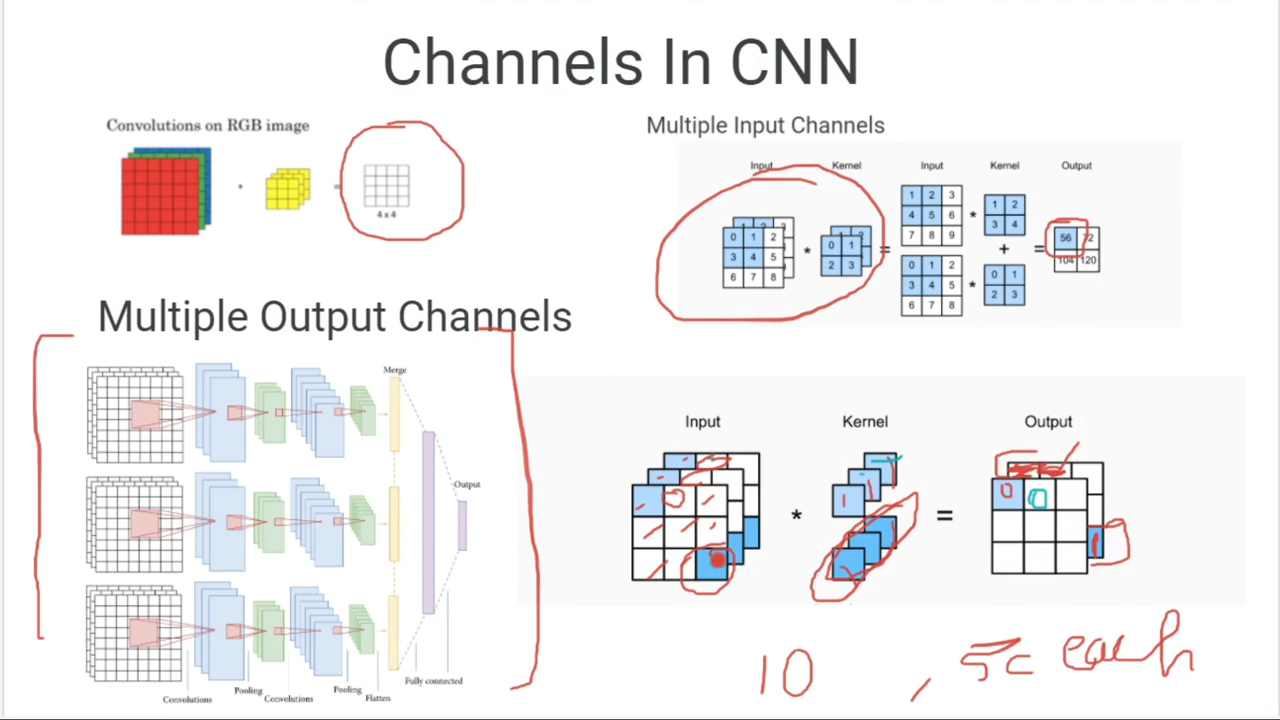 Channels In CNN
Convolutions on RGB image
* =
4 x 4
Multiple Input Channels
Input Kernel Input Kernel Output
1 2 3
4 5 6
7 8 9
*
1 2
3 4
0 1 2
3 4 5
6 7 8
*
0 1
2 3
=
+
=
56 72
104 120
0 1 2
3 4 5
6 7 8
*
0 1
2 3
Multiple Output Channels
Merge
Output
Fully connected
Convolutions Pooling Convolutions Pooling Flatten
Input Kernel Output
* =
10 , 5c each